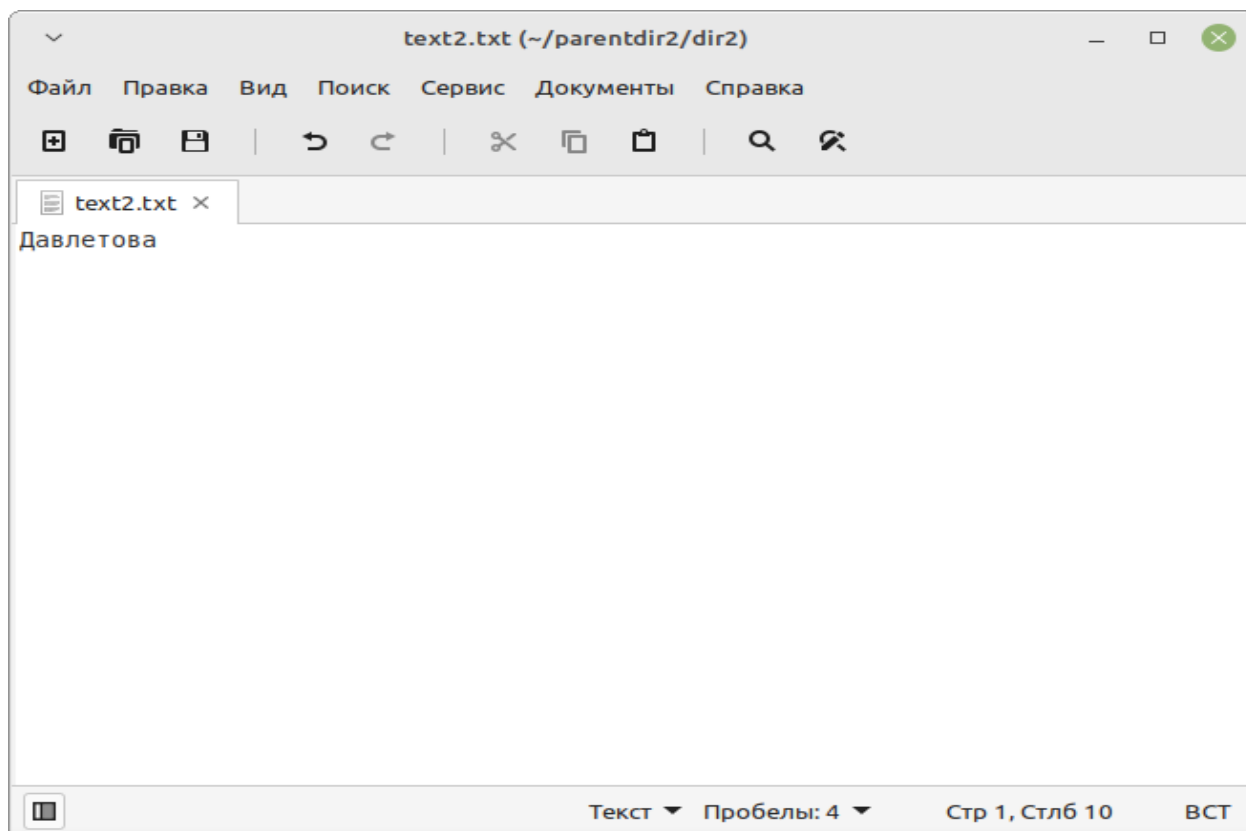 text2.txt (~/parentdir2/dir2)
Файл Правка Вид Поиск Сервис Документы Справка
text2.txt
Давлетова
Текст Пробелы: 4 Стр 1, Стлб 10 ВСТ